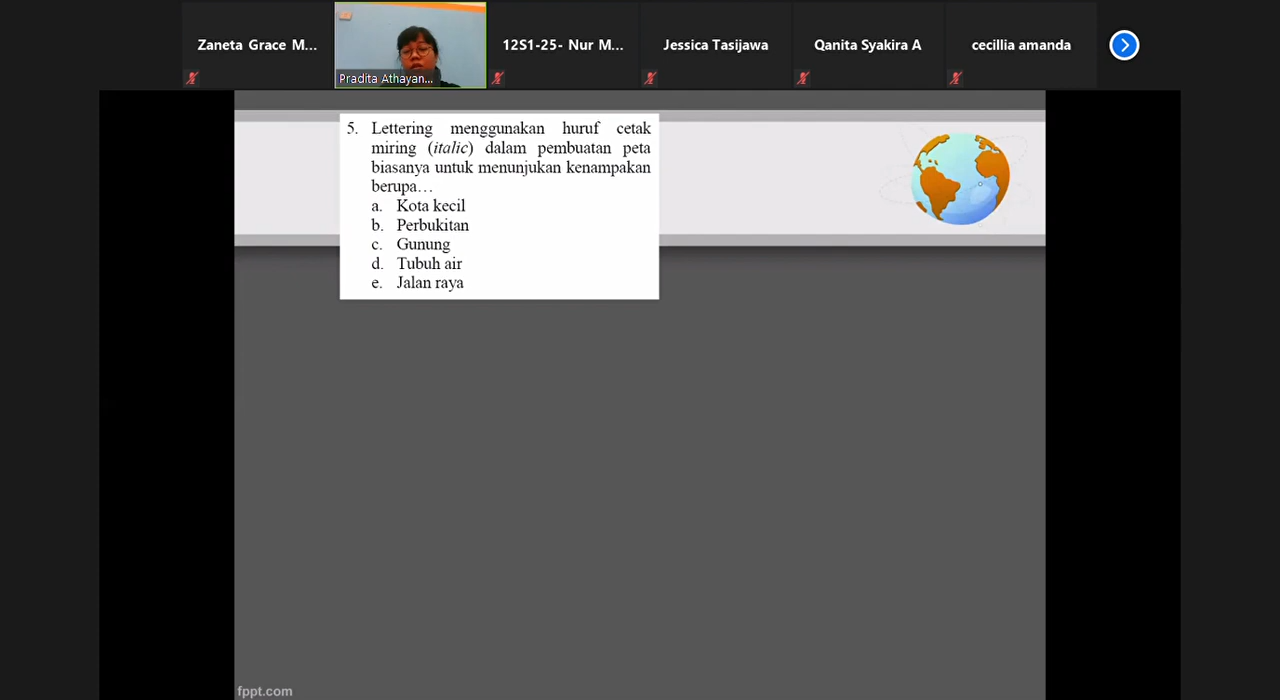 Zaneta Grace M...
Pradita Athayan...
12S1-25- Nur M...
Jessica Tasijawa
Qanita Syakira A
cecillia amanda
5. Lettering menggunakan huruf cetak
miring (italic) dalam pembuatan peta
biasanya untuk menunjukan kenampakan
berupa…
a. Kota kecil
b. Perbukitan
c. Gunung
d. Tubuh air
e. Jalan raya
fppt.com